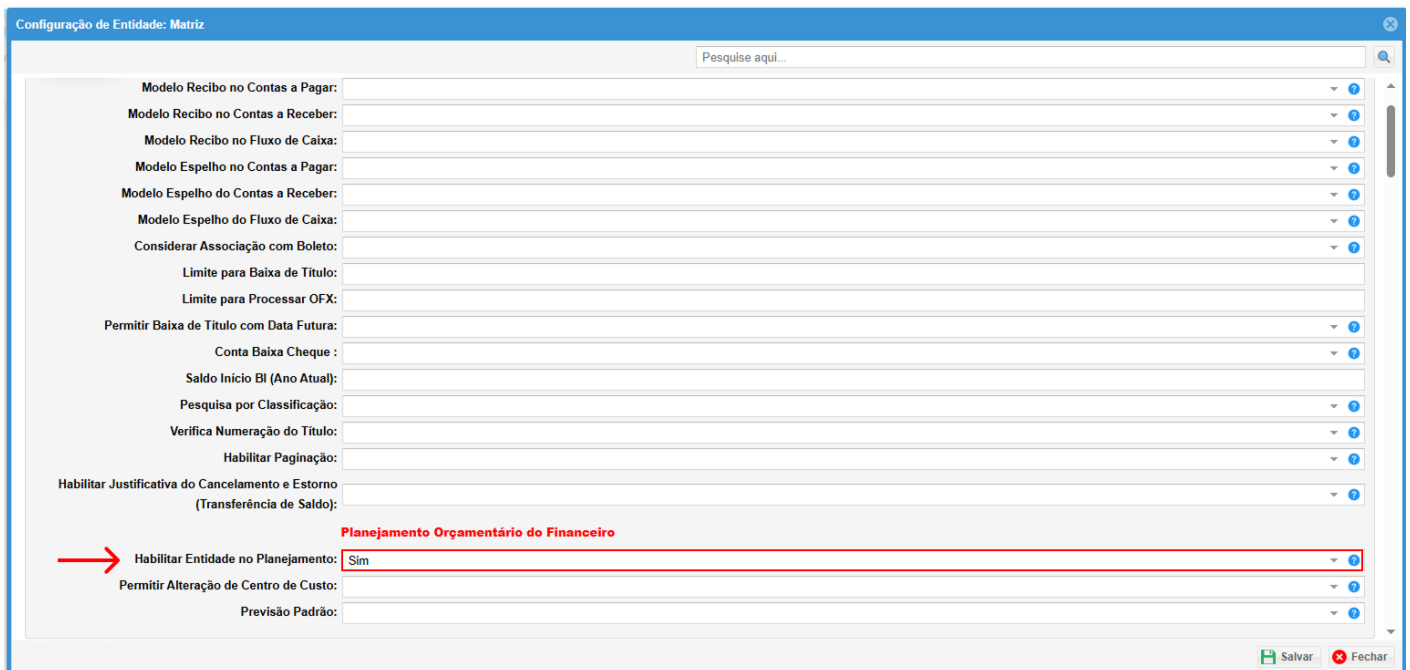 Configuração de Entidade: Matriz
Pesquise aqui...
Modelo Recibo no Contas a Pagar:
Modelo Recibo no Contas a Receber:
Modelo Recibo no Fluxo de Caixa:
Modelo Espelho no Contas a Pagar:
Modelo Espelho do Contas a Receber:
Modelo Espelho do Fluxo de Caixa:
Considerar Associação com Boleto:
Limite para Baixa de Título:
Limite para Processar OFX:
Permitir Baixa de Título com Data Futura:
Conta Baixa Cheque :
Saldo Início BI (Ano Atual):
Pesquisa por Classificação:
Verifica Numeração do Título:
Habilitar Paginação:
Habilitar Justificativa do Cancelamento e Estorno
(Transferência de Saldo):
Planejamento Orçamentário do Financeiro
Habilitar Entidade no Planejamento: Sim
Permitir Alteração de Centro de Custo:
Previsão Padrão:
Salvar Fechar